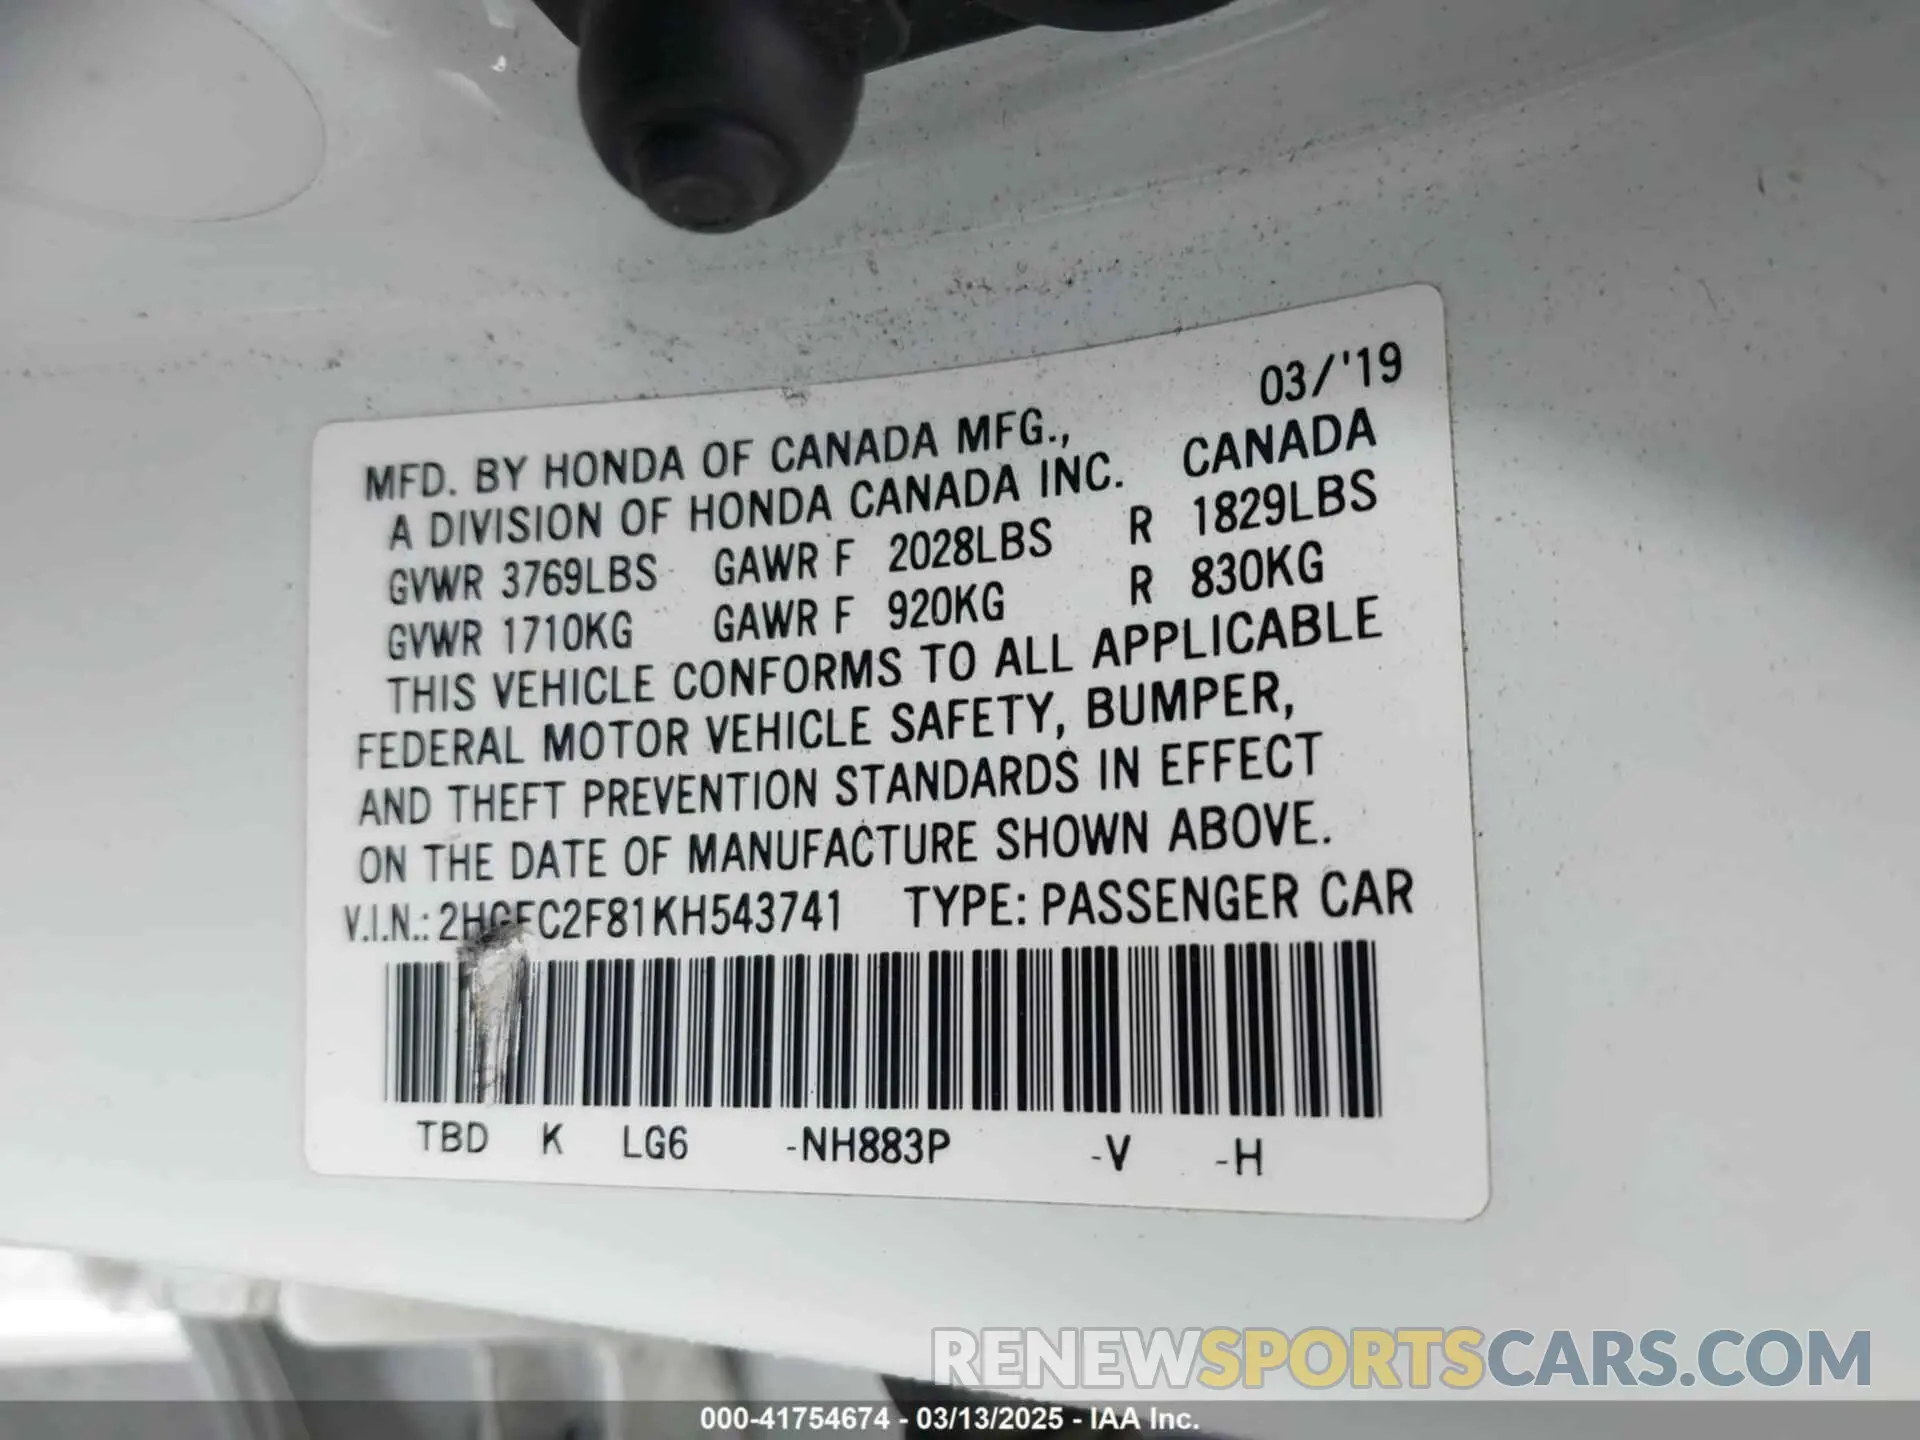 03/'19
MFD. BY HONDA OF CANADA MFG.,
A DIVISION OF HONDA CANADA INC. CANADA
GVWR 3769LBS GAWR F 2028LBS R 1829LBS
GVWR 1710KG GAWR F 920KG R 830KG
THIS VEHICLE CONFORMS TO ALL APPLICABLE
FEDERAL MOTOR VEHICLE SAFETY, BUMPER,
AND THEFT PREVENTION STANDARDS IN EFFECT
ON THE DATE OF MANUFACTURE SHOWN ABOVE.
V.I.N.: 2HGFC2F81KH543741 TYPE: PASSENGER CAR
TBD K LG6 -NH883P -V -H
RENEWSPORTSCARS.COM
000-41754674 - 03/13/2025 - IAA Inc.